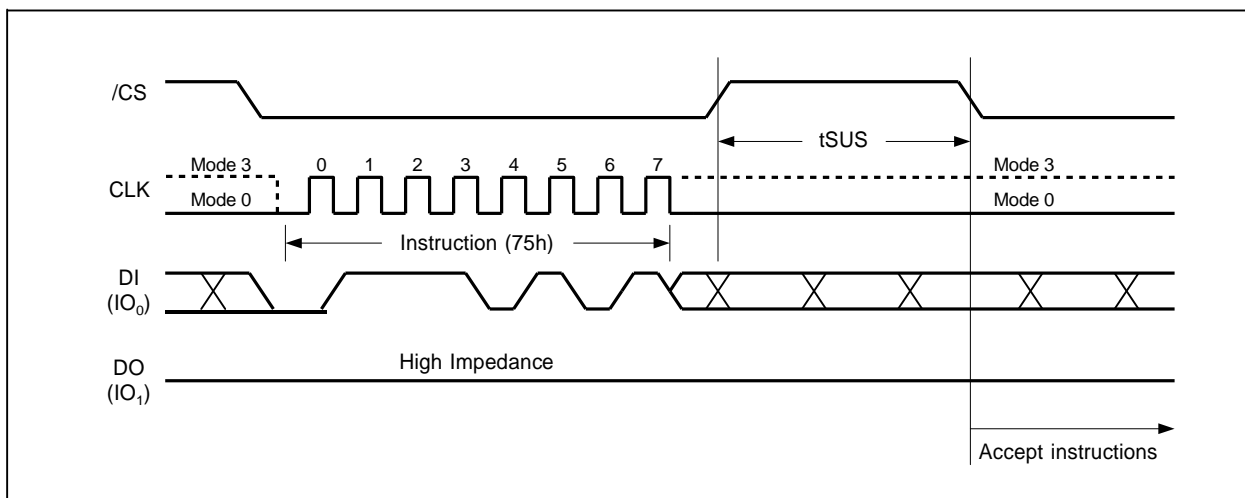 /CS
tSUS
Mode 3 0 1 2 3 4 5 6 7 Mode 3
CLK
Mode 0 Mode 0
Instruction (75h)
DI
(IO₀)
High Impedance
DO
(IO₁)
Accept instructions